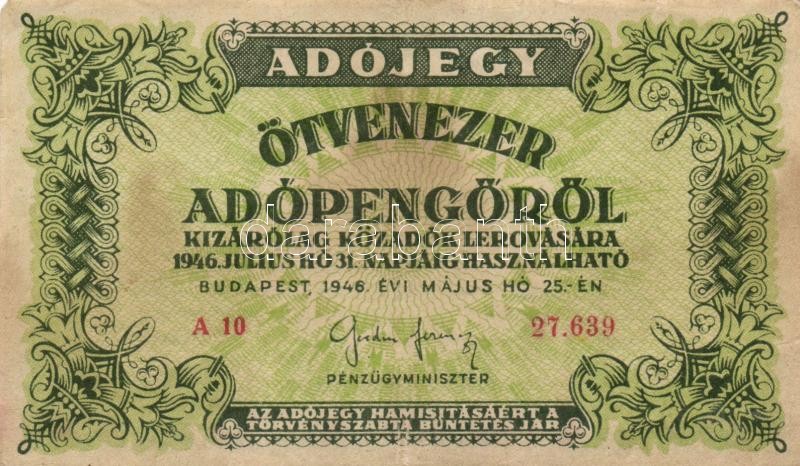 ADÓJEGY
ÖTVENEZER
ADÓPENGŐRŐL
KIZÁRÓLAG KÖZADÓK LEROVÁSÁRA
1946. JULIUS HÓ 31. NAPJÁIG HASZNÁLHATÓ
BUDAPEST, 1946. ÉVI MÁJUS HÓ 25.-ÉN
A 10
27.639
PÉNZÜGYMINISZTER
AZ ADÓJEGY HAMISITÁSÁÉRT A
TÖRVÉNYSZABTA BÜNTETÉS JÁR
darabanth